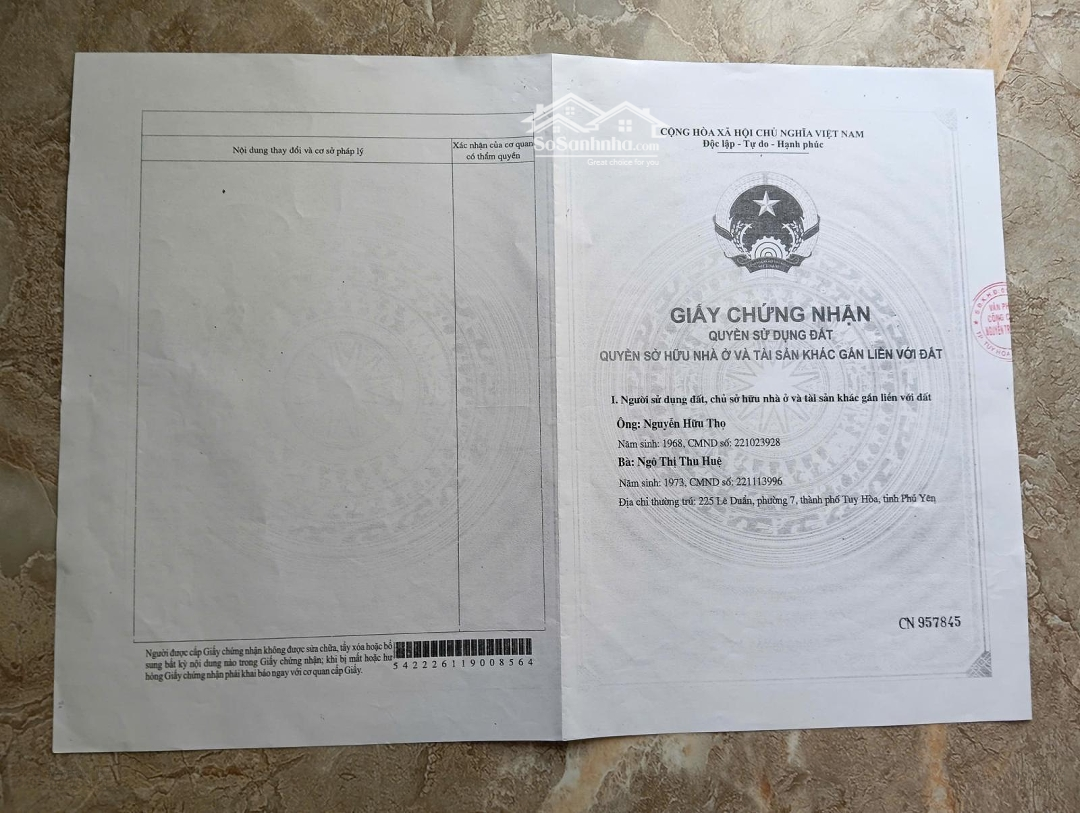 Nội dung thay đổi và cơ sở pháp lý
Xác nhận của cơ quan
có thẩm quyền
Người được cấp Giấy chứng nhận không được sửa chữa, tẩy xóa hoặc bổ
sung bất kỳ nội dung nào trong Giấy chứng nhận; khi bị mất hoặc hư
hỏng Giấy chứng nhận phải khai báo ngay với cơ quan cấp Giấy.
542226119008564
SoSanhnha.com
Great choice for you
CỘNG HÒA XÃ HỘI CHỦ NGHĨA VIỆT NAM
Độc lập - Tự do - Hạnh phúc
GIẤY CHỨNG NHẬN
QUYỀN SỬ DỤNG ĐẤT
QUYỀN SỞ HỮU NHÀ Ở VÀ TÀI SẢN KHÁC GẮN LIỀN VỚI ĐẤT
I. Người sử dụng đất, chủ sở hữu nhà ở và tài sản khác gắn liền với đất
Ông: Nguyễn Hữu Thọ
Năm sinh: 1968, CMND số: 221023928
Bà: Ngô Thị Thu Huệ
Năm sinh: 1973, CMND số: 221113996
Địa chỉ thường trú: 225 Lê Duẩn, phường 7, thành phố Tuy Hòa, tỉnh Phú Yên
CN 957845